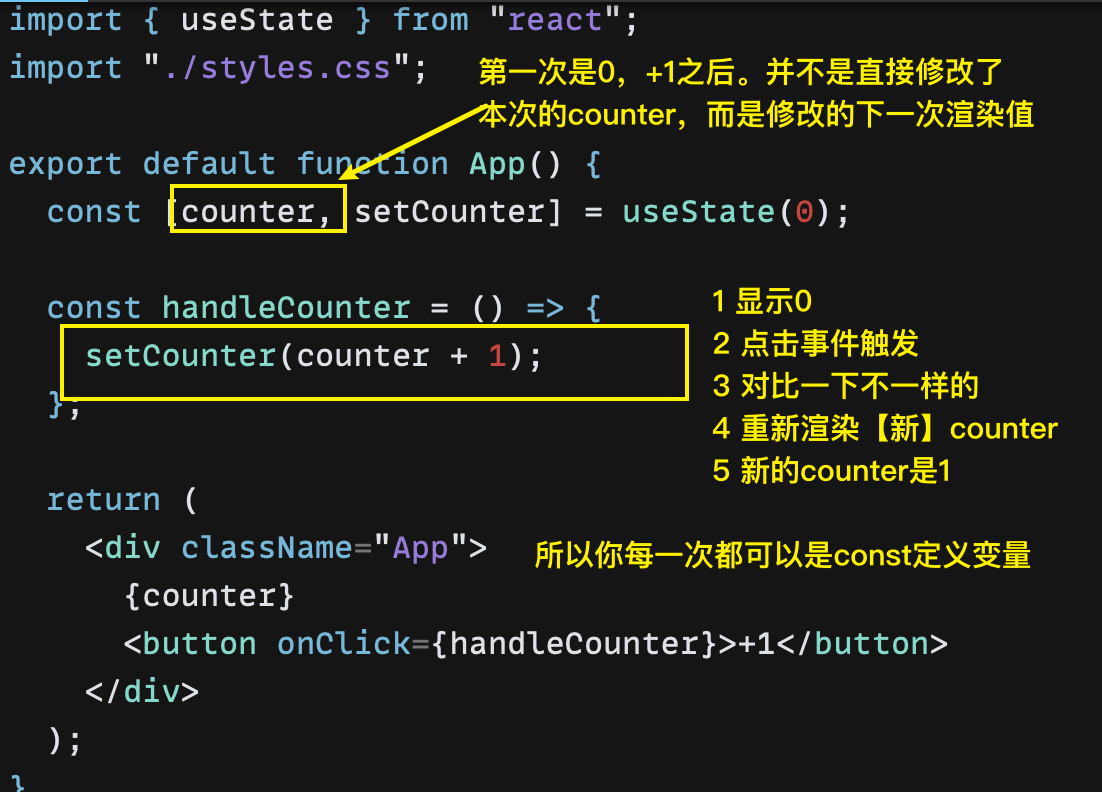 import { useState } from "react";
import "./styles.css";
第一次是0，+1之后。并不是直接修改了
本次的counter，而是修改的下一次渲染值
export default function App() {
const [counter, setCounter] = useState(0);
const handleCounter = () => {
setCounter(counter + 1);
};
1 显示0
2 点击事件触发
3 对比一下不一样的
4 重新渲染【新】counter
5 新的counter是1
return (
<div className="App">
所以你每一次都可以是const定义变量
{counter}
<button onClick={handleCounter}>+1</button>
</div>
);
}